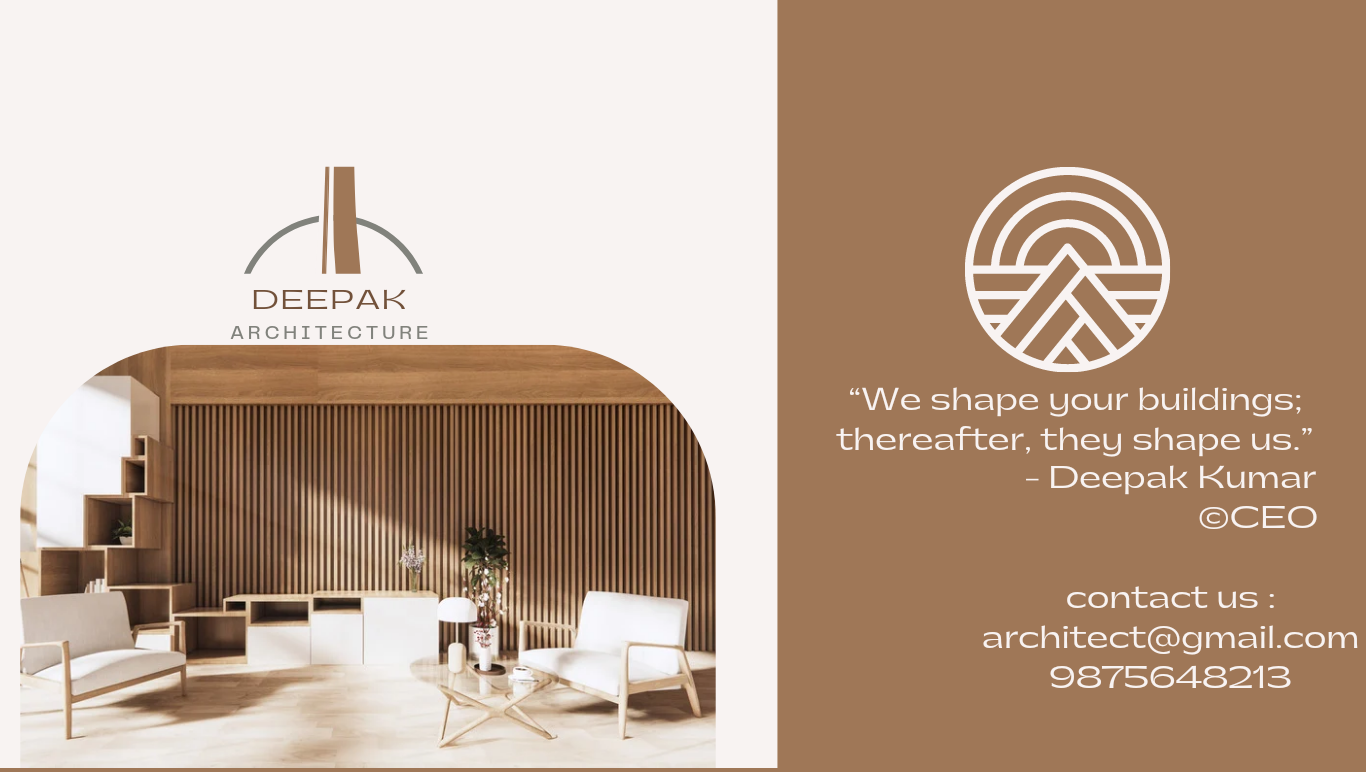 DEEPAK
ARCHITECTURE
“We shape your buildings;
thereafter, they shape us.”
- Deepak Kumar
©CEO
contact us :
architect@gmail.com
9875648213